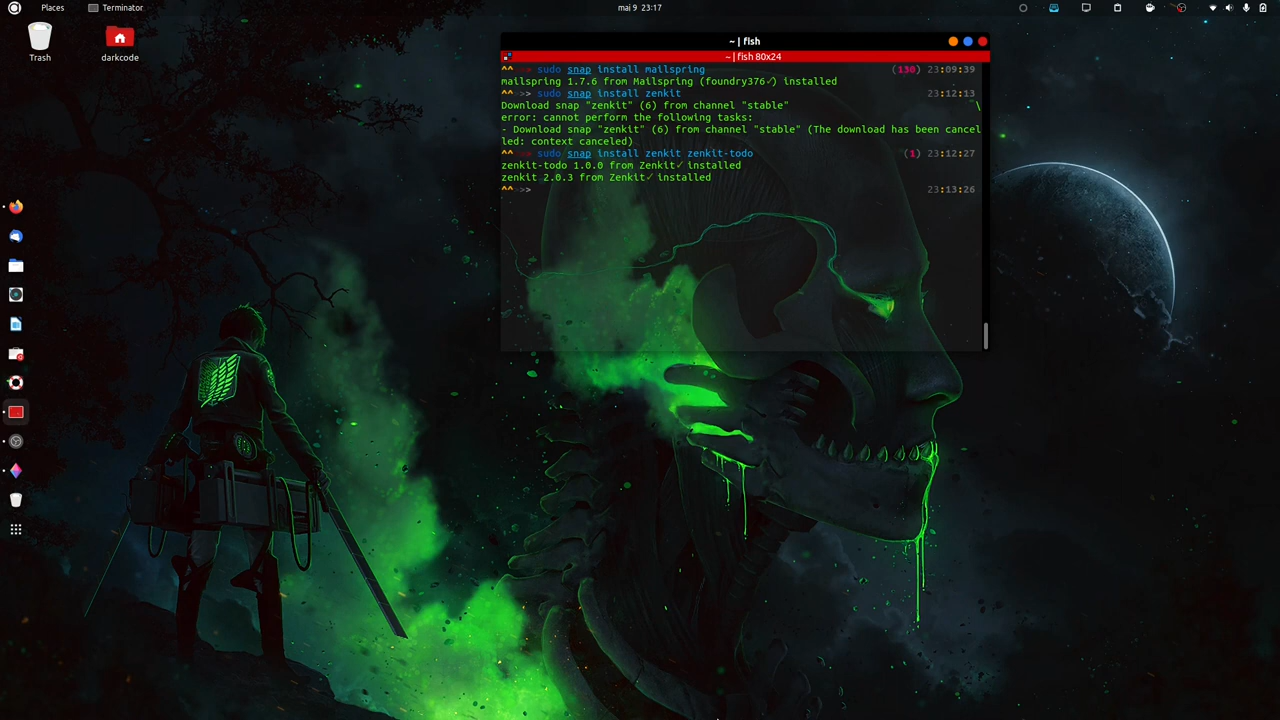 Places
Terminator
mai 9 23:17
Trash
darkcode
~ | fish
~ | fish 80x24
^^ >> sudo snap install mailspring (130) 23:09:39
mailspring 1.7.6 from Mailspring (foundry376✓) installed
^^ >> sudo snap install zenkit 23:12:13
Download snap "zenkit" (6) from channel "stable" \
error: cannot perform the following tasks:
- Download snap "zenkit" (6) from channel "stable" (The download has been cancel
led: context canceled)
^^ >> sudo snap install zenkit zenkit-todo (1) 23:12:27
zenkit-todo 1.0.0 from Zenkit✓ installed
zenkit 2.0.3 from Zenkit✓ installed
^^ >> 23:13:26